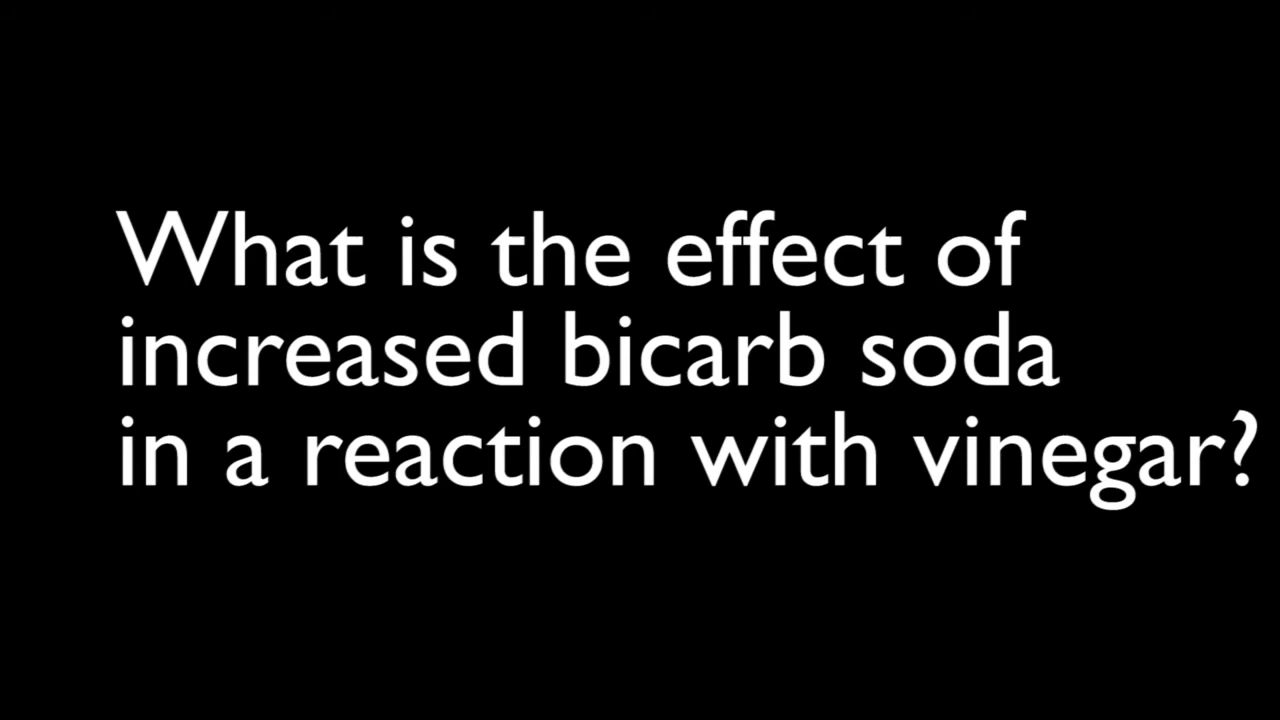 What is the effect of
increased bicarb soda
in a reaction with vinegar?